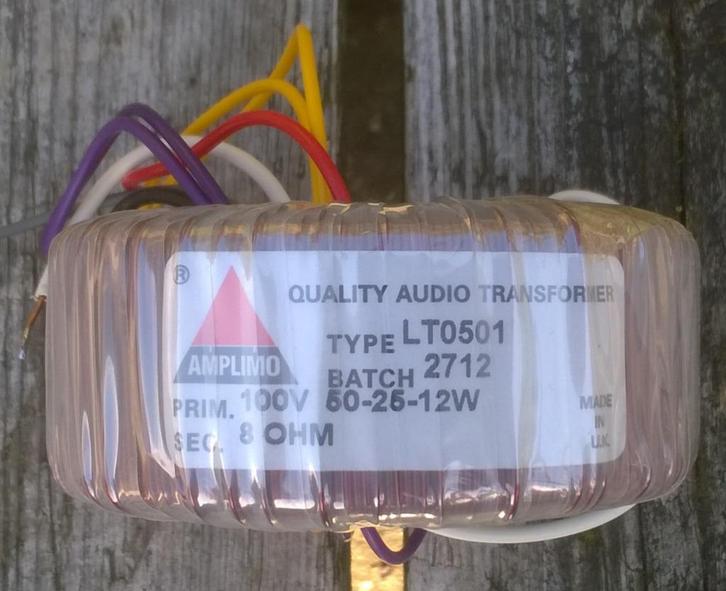 ®
QUALITY AUDIO TRANSFORMER
AMPLIMO
TYPE LT0501
BATCH 2712
PRIM. 100V 50-25-12W
SEC. 8 OHM
MADE
IN
U.K.